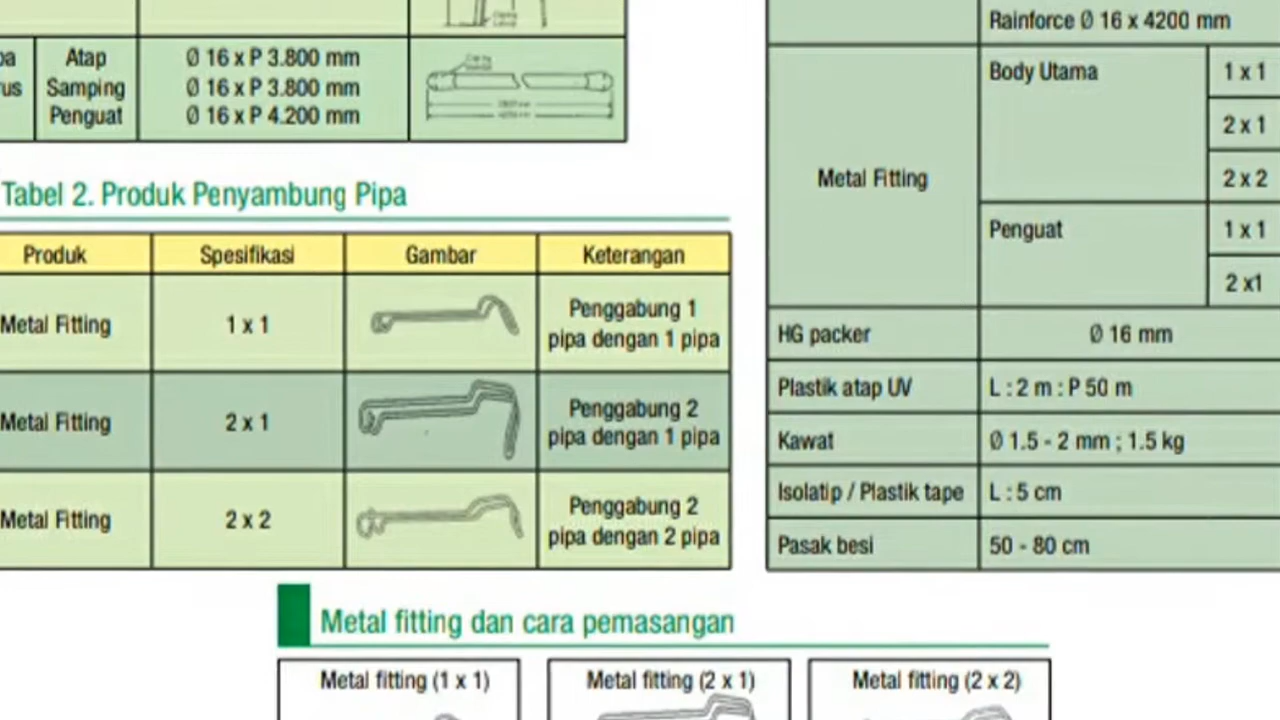 pa Atap Ø 16 x P 3.800 mm
rus Samping Ø 16 x P 3.800 mm
Penguat Ø 16 x P 4.200 mm
Tabel 2. Produk Penyambung Pipa
Produk Spesifikasi Gambar Keterangan
Metal Fitting 1 x 1 Penggabung 1
pipa dengan 1 pipa
Metal Fitting 2 x 1 Penggabung 2
pipa dengan 1 pipa
Metal Fitting 2 x 2 Penggabung 2
pipa dengan 2 pipa
Rainforce Ø 16 x 4200 mm
Metal Fitting
Body Utama 1 x 1
2 x 1
2 x 2
Penguat 1 x 1
2 x1
HG packer Ø 16 mm
Plastik atap UV L : 2 m : P 50 m
Kawat Ø 1.5 - 2 mm ; 1.5 kg
Isolatip / Plastik tape L : 5 cm
Pasak besi 50 - 80 cm
Metal fitting dan cara pemasangan
Metal fitting (1 x 1) Metal fitting (2 x 1) Metal fitting (2 x 2)